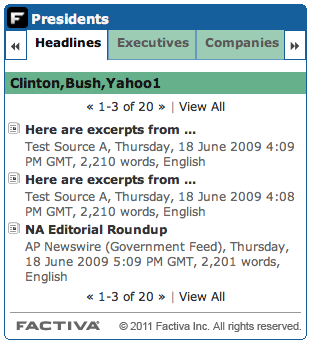 F Presidents
Headlines Executives Companies
Clinton,Bush,Yahoo1
« 1-3 of 20 » | View All
Here are excerpts from ...
Test Source A, Thursday, 18 June 2009 4:09
PM GMT, 2,210 words, English
Here are excerpts from ...
Test Source A, Thursday, 18 June 2009 4:08
PM GMT, 2,210 words, English
NA Editorial Roundup
AP Newswire (Government Feed), Thursday,
18 June 2009 5:09 PM GMT, 2,201 words,
English
« 1-3 of 20 » | View All
FACTIVA © 2011 Factiva Inc. All rights reserved.